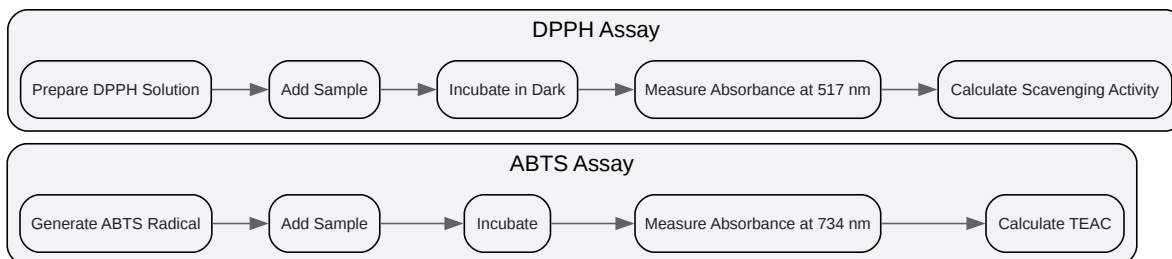 DPPH Assay
Prepare DPPH Solution
Add Sample
Incubate in Dark
Measure Absorbance at 517 nm
Calculate Scavenging Activity
ABTS Assay
Generate ABTS Radical
Add Sample
Incubate
Measure Absorbance at 734 nm
Calculate TEAC